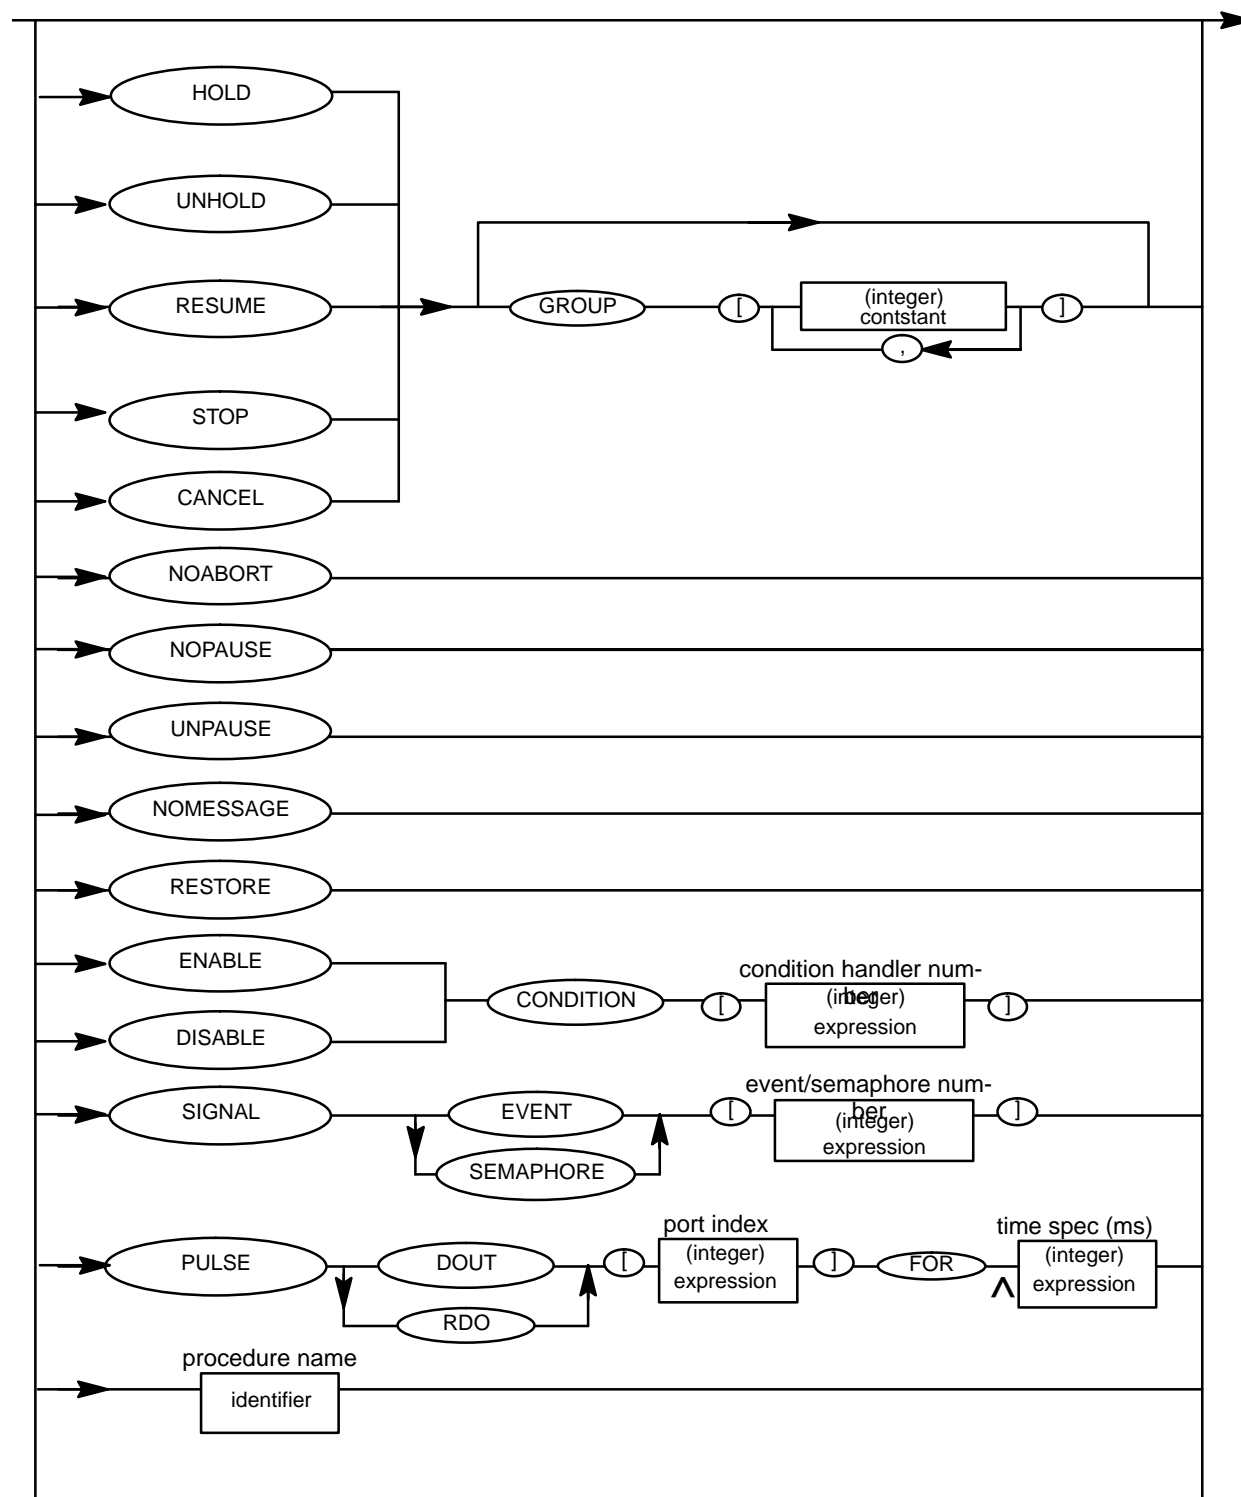 HOLD
UNHOLD
RESUME
GROUP
[
(integer)
contstant
]
,
STOP
CANCEL
NOABORT
NOPAUSE
UNPAUSE
NOMESSAGE
RESTORE
ENABLE
DISABLE
CONDITION
[
condition handler num-
ber
(integer)
expression
]
SIGNAL
EVENT
SEMAPHORE
[
event/semaphore num-
ber
(integer)
expression
]
PULSE
DOUT
RDO
[
port index
(integer)
expression
]
FOR
^
time spec (ms)
(integer)
expression
procedure name
identifier